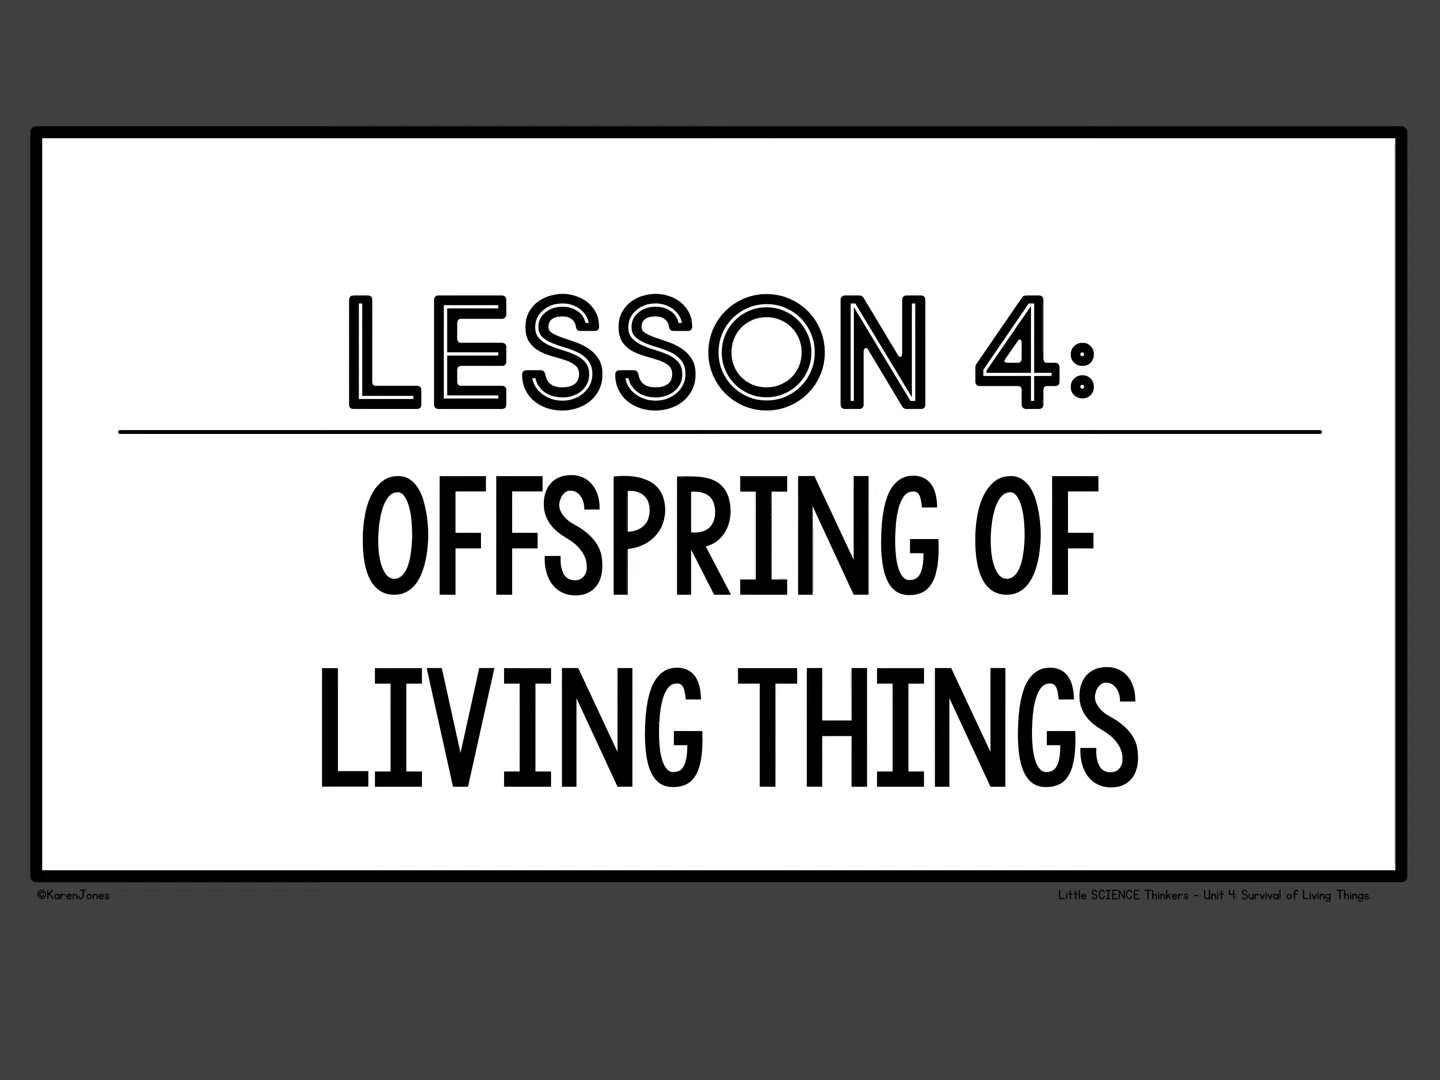 LESSON 4:
OFFSPRING OF
LIVING THINGS
©KarenJones
Little SCIENCE Thinkers - Unit 4: Survival of Living Things